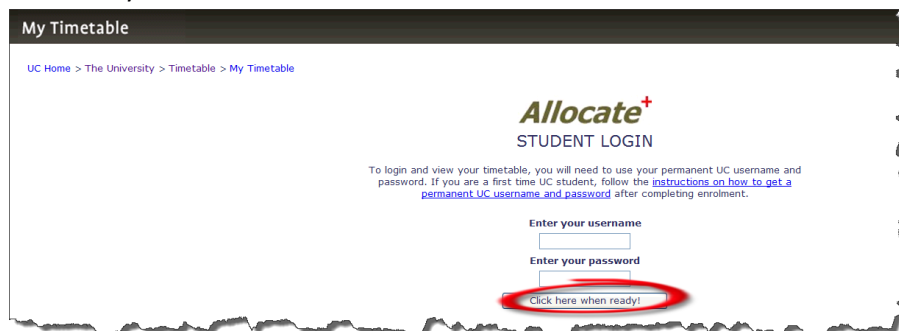 My Timetable
UC Home > The University > Timetable > My Timetable
Allocate+
STUDENT LOGIN
To login and view your timetable, you will need to use your permanent UC username and
password. If you are a first time UC student, follow the instructions on how to get a
permanent UC username and password after completing enrolment.
Enter your username
Enter your password
Click here when ready!